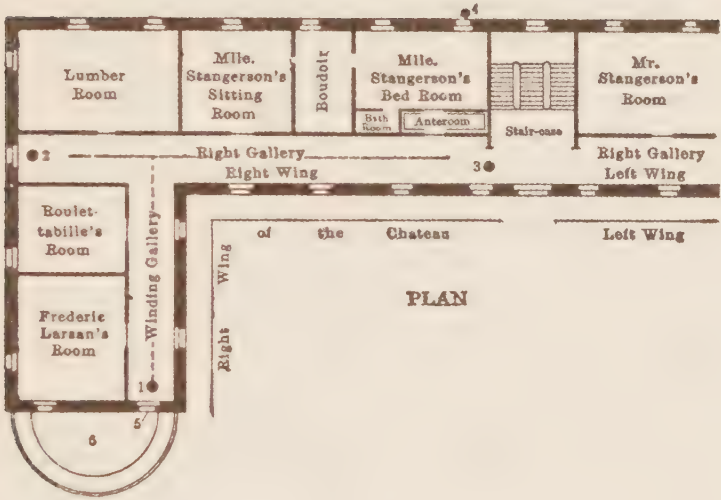 4
Lumber
Room
Mlle.
Stangerson's
Sitting
Room
Boudoir
Mlle.
Stangerson's
Bed Room
Bath
Room
Anteroom
Stair-case
Mr.
Stangerson's
Room
2
Right Gallery
Right Wing
3
Right Gallery
Left Wing
Roulet-
tabille's
Room
Winding Gallery
Frederic
Larsan's
Room
1
5
6
Right Wing
of the Chateau
Left Wing
PLAN